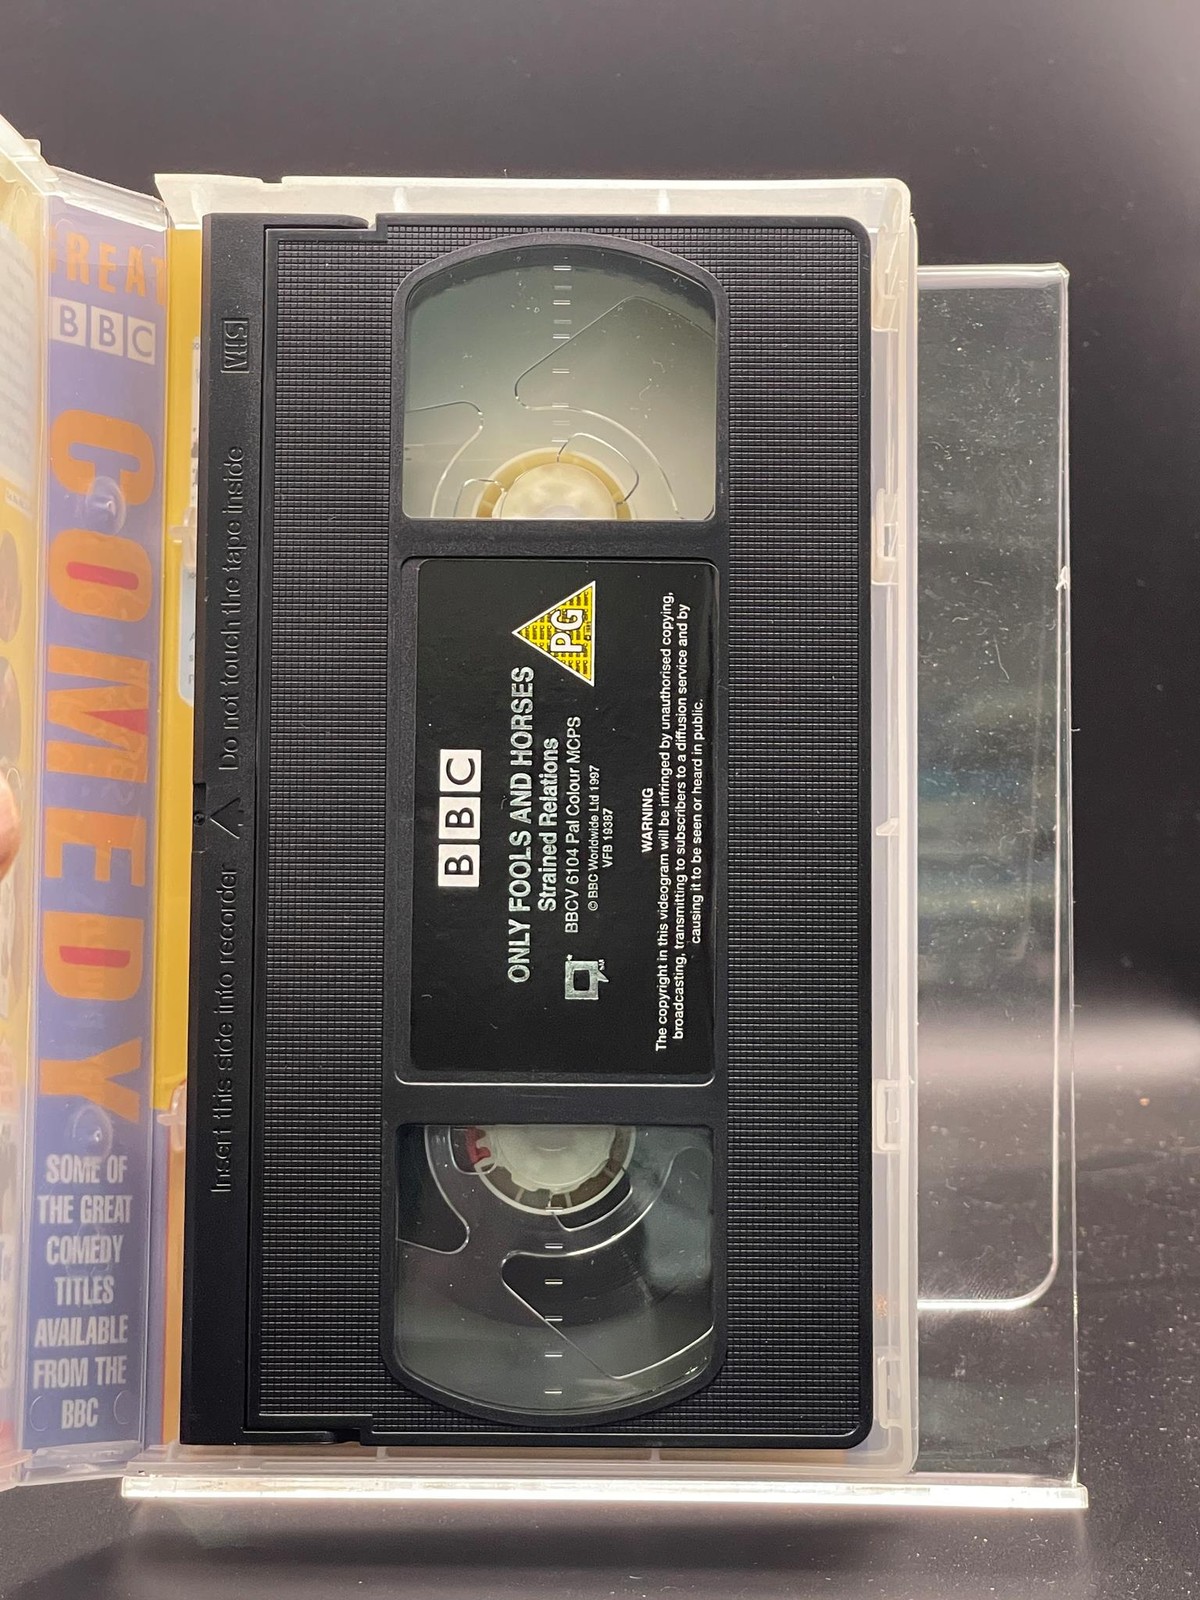 GREAT
BBC
COMEDY
SOME OF
THE GREAT
COMEDY
TITLES
AVAILABLE
FROM THE
BBC
VHS
Insert this side into recorder
Do not touch the tape inside
BBC
ONLY FOOLS AND HORSES
Strained Relations
BBCV 6104 Pal Colour MCPS
© BBC Worldwide Ltd 1997
VFB 19387
PG
WARNING
The copyright in this videogram will be infringed by unauthorised copying,
broadcasting, transmitting to subscribers to a diffusion service and by
causing it to be seen or heard in public.